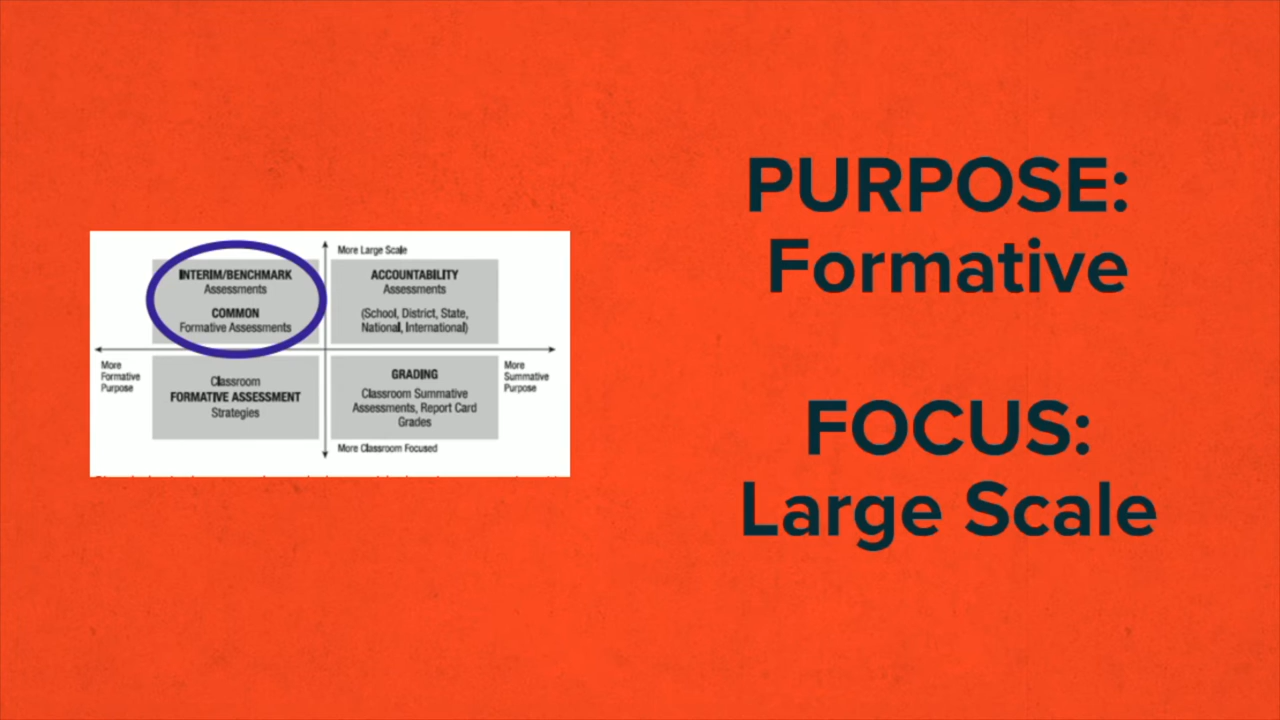 More Large Scale
INTERIM/BENCHMARK
Assessments
COMMON
Formative Assessments
ACCOUNTABILITY
Assessments
(School, District, State,
National, International)
More
Formative
Purpose
More
Summative
Purpose
Classroom
FORMATIVE ASSESSMENT
Strategies
GRADING
Classroom Summative
Assessments, Report Card
Grades
More Classroom Focused
PURPOSE:
Formative
FOCUS:
Large Scale